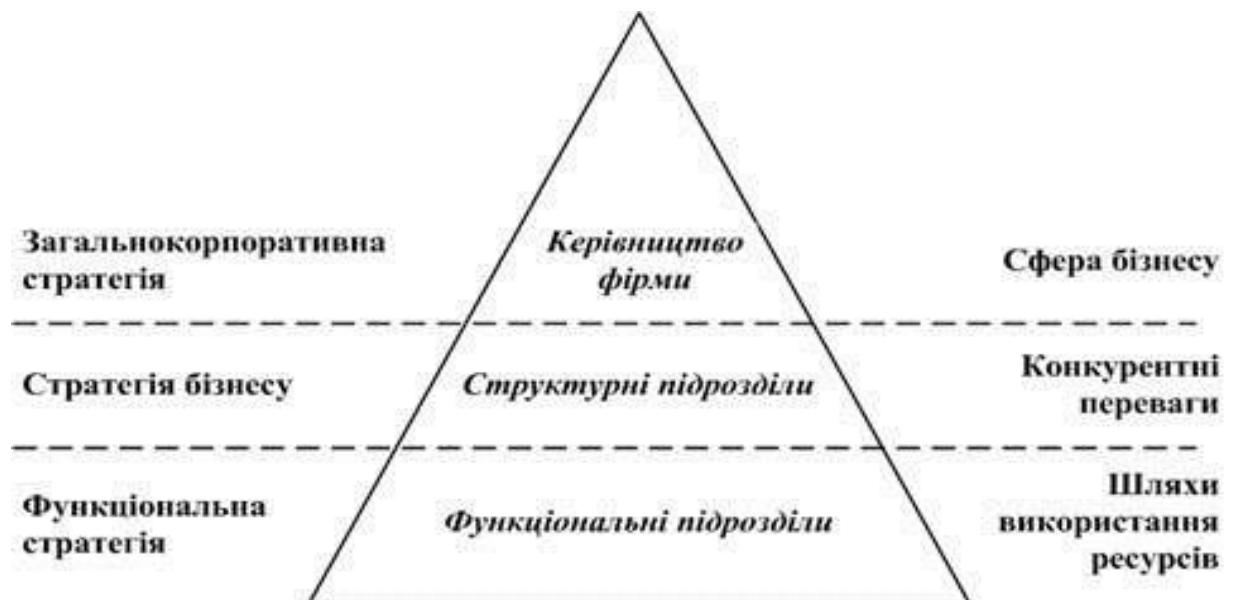 Загальнокорпоративна
стратегія
Керівництво
фірми
Сфера бізнесу
Стратегія бізнесу
Структурні підрозділи
Конкурентні
переваги
Функціональна
стратегія
Функціональні підрозділи
Шляхи
використання
ресурсів